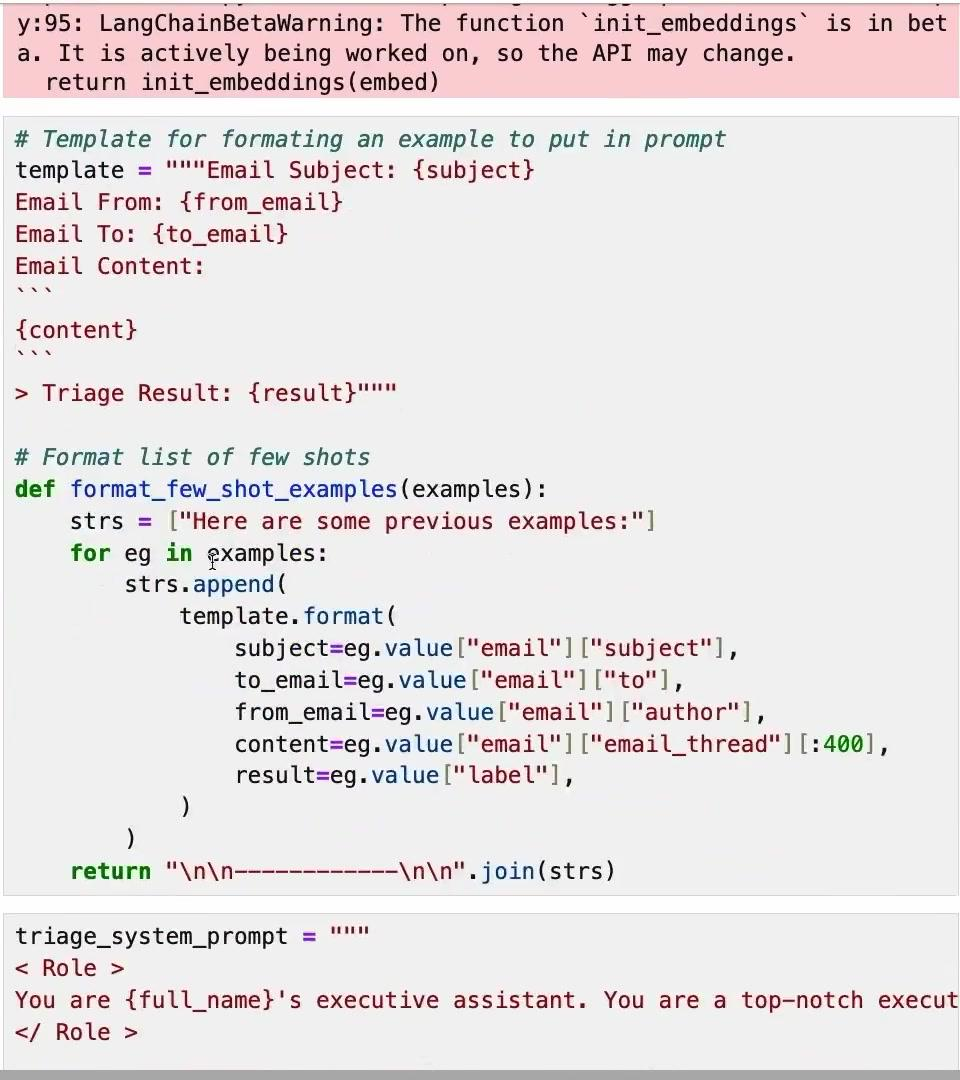 y:95: LangChainBetaWarning: The function `init_embeddings` is in bet
a. It is actively being worked on, so the API may change.
  return init_embeddings(embed)
# Template for formating an example to put in prompt
template = """Email Subject: {subject}
Email From: {from_email}
Email To: {to_email}
Email Content:
```
{content}
```
> Triage Result: {result}"""
# Format list of few shots
def format_few_shot_examples(examples):
    strs = ["Here are some previous examples:"]
    for eg in examples:
        strs.append(
            template.format(
                subject=eg.value["email"]["subject"],
                to_email=eg.value["email"]["to"],
                from_email=eg.value["email"]["author"],
                content=eg.value["email"]["email_thread"][:400],
                result=eg.value["label"],
            )
        )
    return "\n\n------------\n\n".join(strs)
triage_system_prompt = """
< Role >
You are {full_name}'s executive assistant. You are a top-notch execut
</ Role >